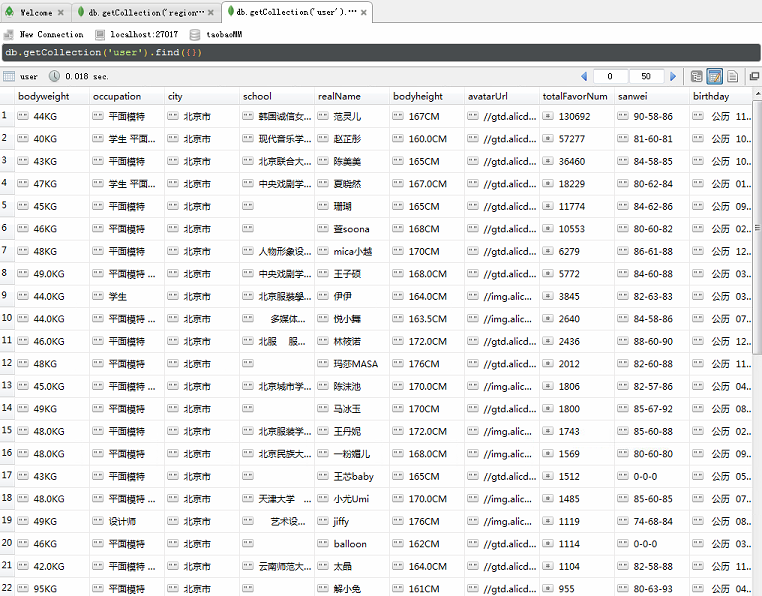 Welcome × db.getCollection("region... × db.getCollection('user').... ×
New Connection localhost:27017 taobaoMM
db.getCollection('user').find({})
user 0.018 sec. 0 50
bodyweight occupation city school realName bodyheight avatarUrl totalFavorNum sanwei birthday
1 44KG 平面模特 北京市 韩国诚信女... 范灵儿 167CM //gtd.alicd... 130692 90-58-86 公历 11...
2 40KG 学生 平面... 北京市 现代音乐学... 赵芷彤 160.0CM //gtd.alicd... 57277 81-60-81 公历 10...
3 43KG 平面模特 北京市 北京联合大... 陈美美 165CM //gtd.alicd... 36460 84-58-85 公历 10...
4 47KG 学生 平面... 北京市 中央戏剧学... 夏晓然 167.0CM //gtd.alicd... 18229 80-62-84 公历 01...
5 45KG 平面模特 北京市 珊瑚 165CM //gtd.alicd... 11774 84-62-86 公历 09...
6 46KG 平面模特 北京市 soona 168CM //gtd.alicd... 10553 80-60-82 公历 02...
7 48KG 平面模特 北京市 人物形象设... mica小越 170CM //gtd.alicd... 6279 86-61-88 公历 12...
8 49.0KG 平面模特 ... 北京市 中央戏剧学... 王子硕 168.0CM //gtd.alicd... 5772 84-60-88 公历 03...
9 44.0KG 学生 北京市 北京服装學... 伊伊 164.0CM //img.alic... 3845 82-63-83 公历 03...
10 44.0KG 平面模特 ... 北京市 多媒体... 悦小舞 163.5CM //img.alic... 2640 84-58-86 公历 07...
11 46.0KG 平面模特 ... 北京市 北服 服... 林筱诺 172.0CM //gtd.alicd... 2436 88-60-90 公历 12...
12 48KG 平面模特 北京市 玛莎MASA 176CM //gtd.alicd... 2012 82-60-88 公历 11...
13 45.0KG 平面模特 ... 北京市 北京城市学... 陈沫池 170.0CM //img.alic... 1806 82-57-86 公历 04...
14 49KG 平面模特 北京市 马冰玉 170CM //gtd.alicd... 1800 85-67-92 公历 08...
15 48.0KG 平面模特 ... 北京市 北京服装学... 王丹妮 172.0CM //img.alic... 1743 85-60-88 公历 02...
16 48.0KG 平面模特 ... 北京市 北京民族大... 一粉媚儿 168.0CM //img.alic... 1569 80-60-80 公历 09...
17 43KG 平面模特 北京市 王芯baby 165CM //gtd.alicd... 1512 0-0-0 公历 05...
18 48.0KG 平面模特 ... 北京市 天津大学 ... 小尤Umi 170.0CM //img.alic... 1485 85-60-85 公历 07...
19 49KG 设计师 北京市 艺术设... jiffy 176CM //img.alic... 1119 74-68-84 公历 08...
20 46KG 平面模特 北京市 balloon 162CM //gtd.alicd... 1114 0-0-0 公历 03...
21 42.0KG 平面模特 ... 北京市 云南师范大... 太晶 164.0CM //gtd.alicd... 1104 82-58-88 公历 11...
22 95KG 平面模特 北京市 解小兔 161CM //gtd.alicd... 955 80-63-93 公历 04...